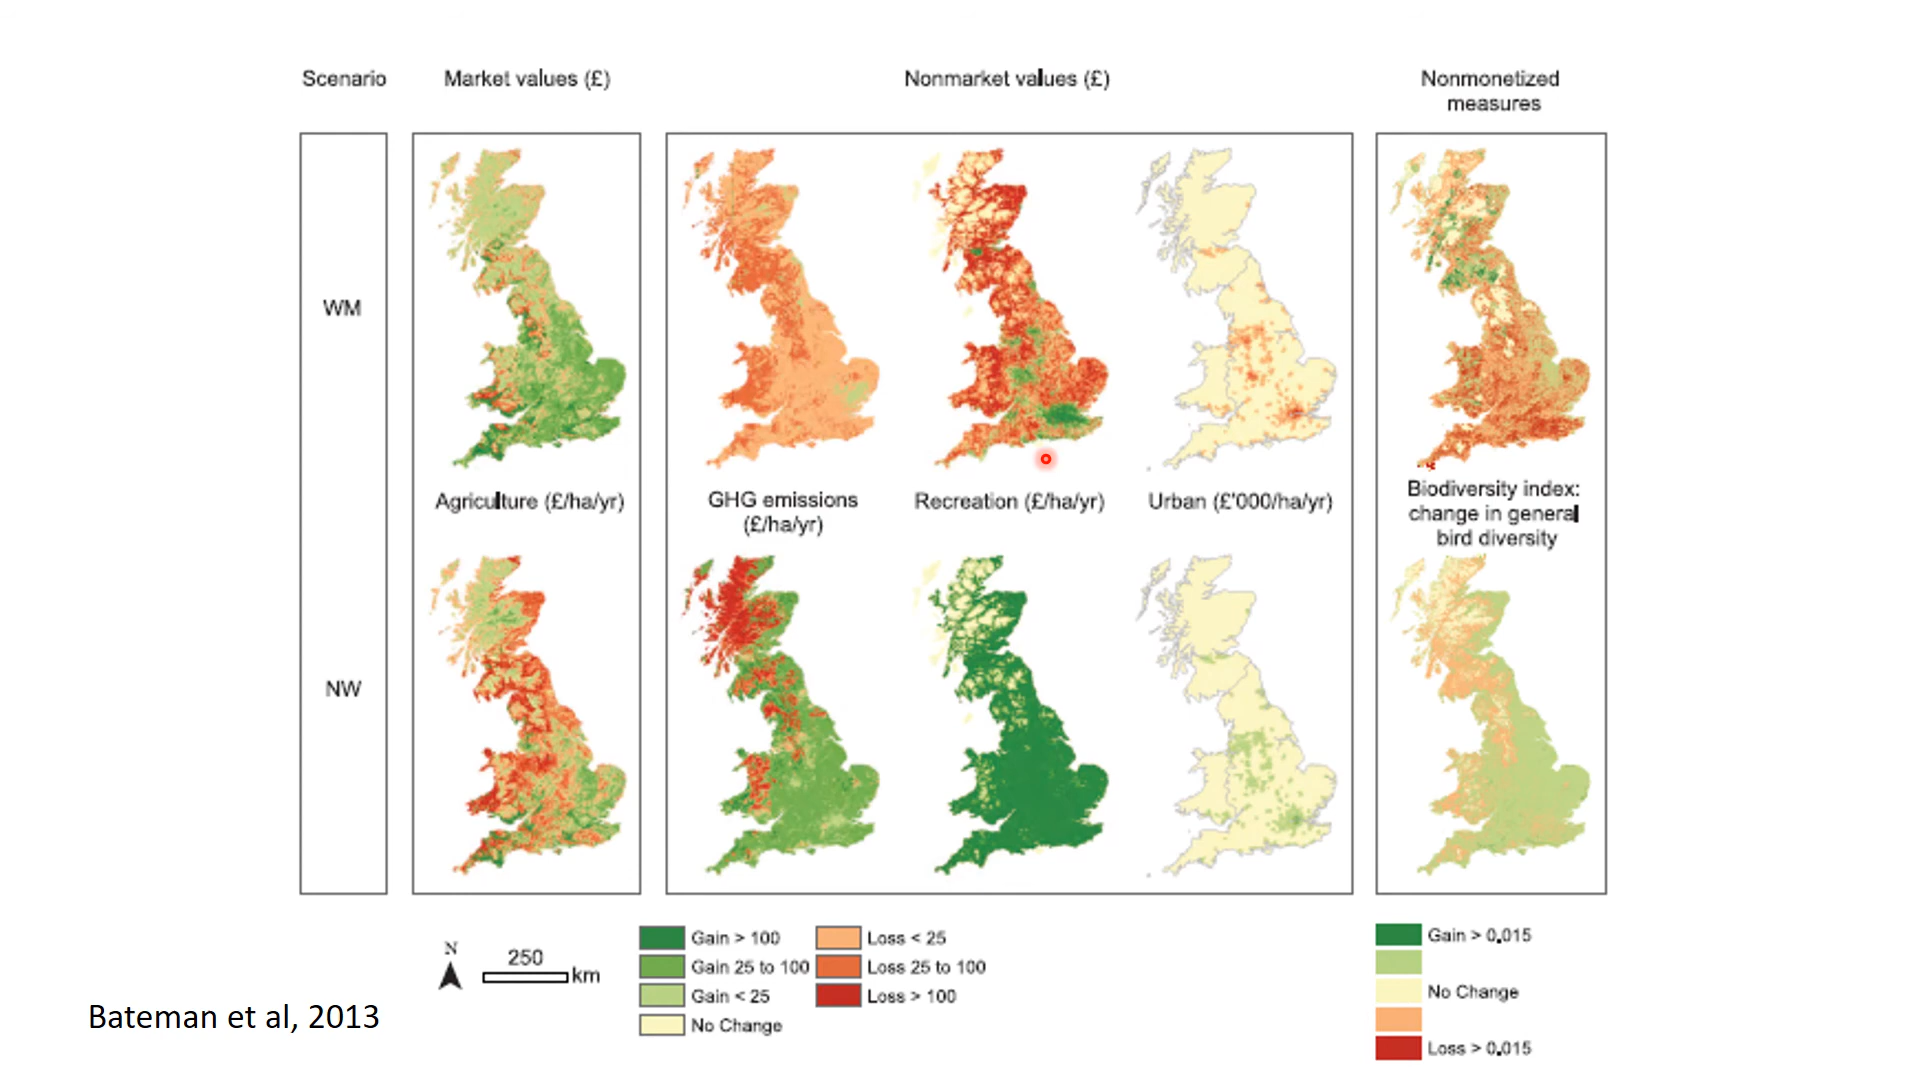 Scenario
Market values (£)
Nonmarket values (£)
Nonmonetized
measures
WM
Agriculture (£/ha/yr)
GHG emissions
(£/ha/yr)
Recreation (£/ha/yr)
Urban (£'000/ha/yr)
Biodiversity index:
change in general
bird diversity
NW
N
250
km
Gain > 100
Gain 25 to 100
Gain < 25
No Change
Loss < 25
Loss 25 to 100
Loss > 100
Gain > 0.015
No Change
Loss > 0.015
Bateman et al, 2013